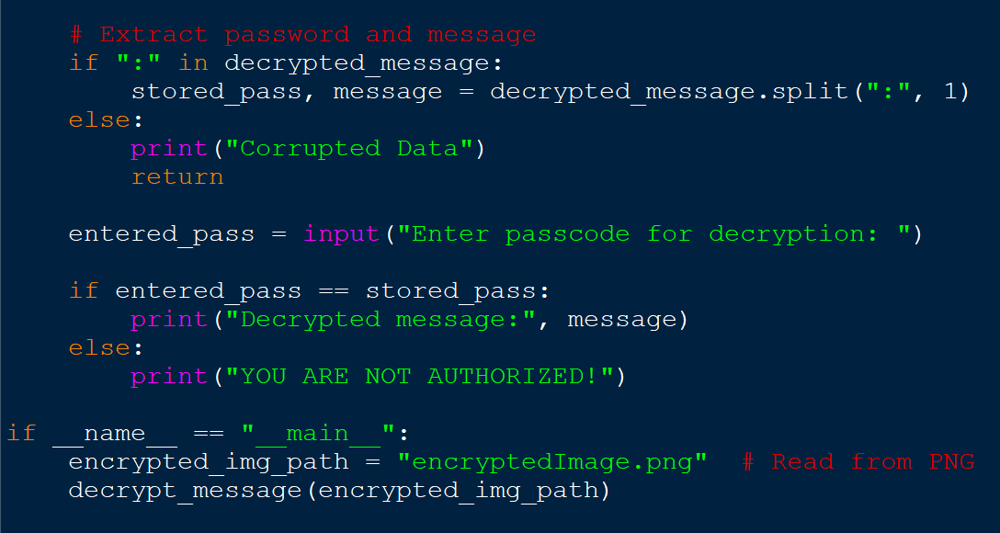 # Extract password and message
if ":" in decrypted_message:
stored_pass, message = decrypted_message.split(":", 1)
else:
print("Corrupted Data")
return
entered_pass = input("Enter passcode for decryption: ")
if entered_pass == stored_pass:
print("Decrypted message:", message)
else:
print("YOU ARE NOT AUTHORIZED!")
if __name__ == "__main__":
encrypted_img_path = "encryptedImage.png"  # Read from PNG
decrypt_message(encrypted_img_path)